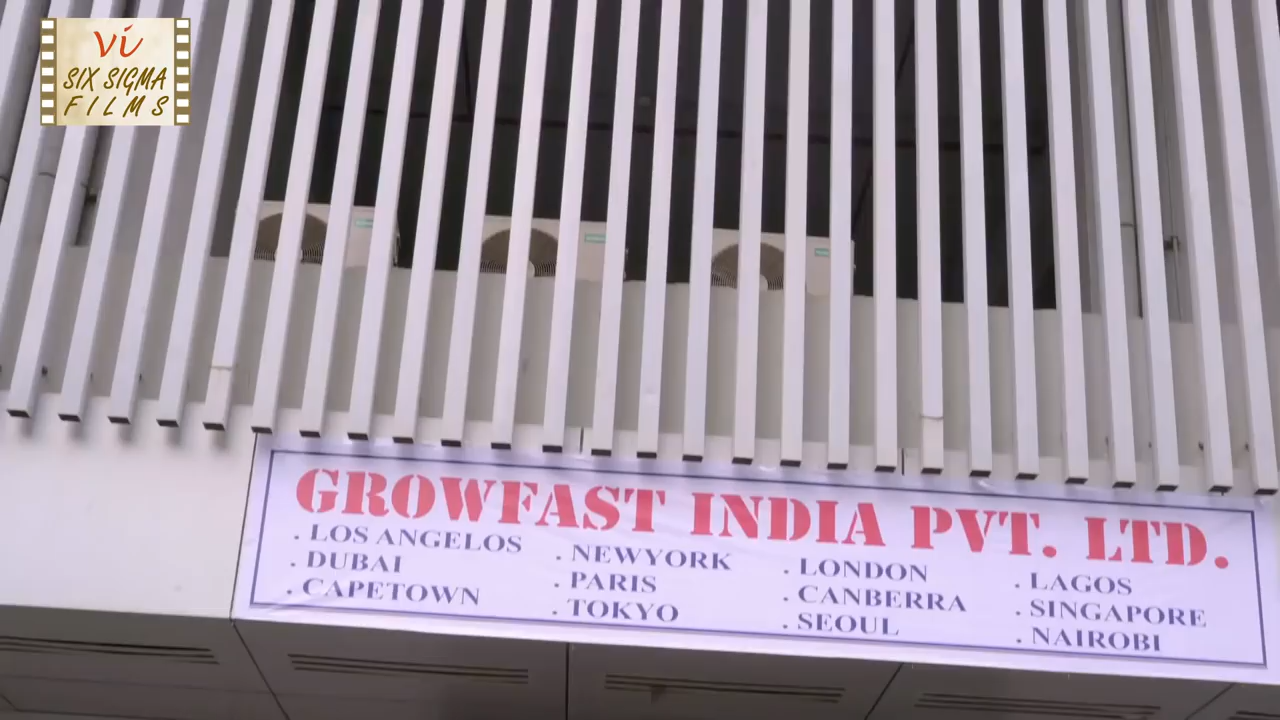 vi
SIX SIGMA
FILMS
GROWFAST INDIA PVT. LTD.
. LOS ANGELOS
. DUBAI
. CAPETOWN
. NEWYORK
. PARIS
. TOKYO
. LONDON
. CANBERRA
. SEOUL
. LAGOS
. SINGAPORE
. NAIROBI